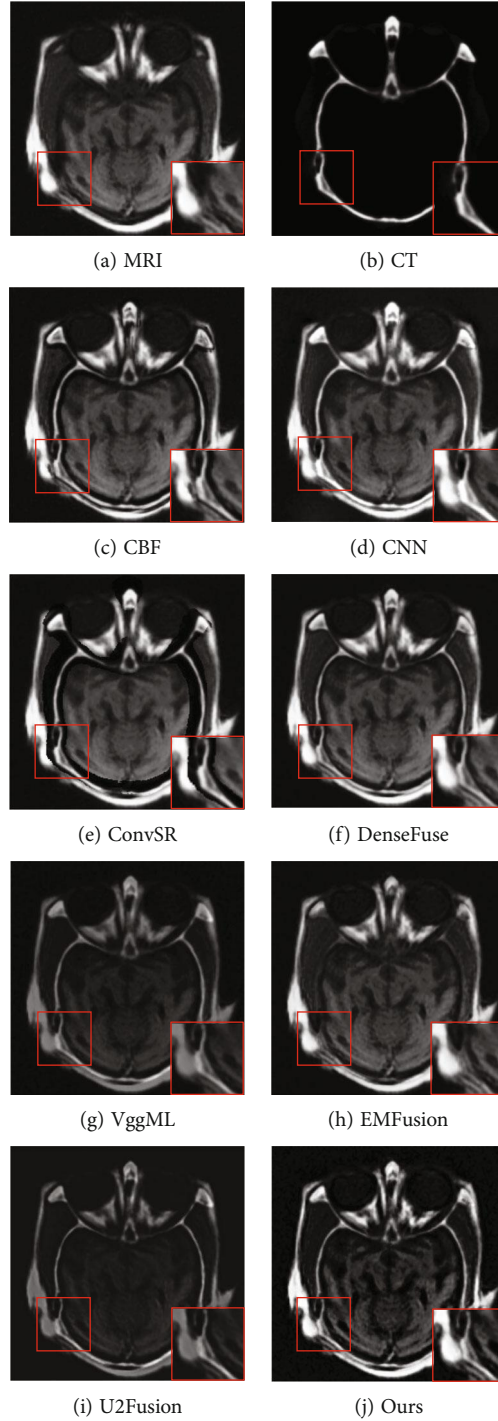 (a) MRI
(b) CT
(c) CBF
(d) CNN
(e) ConvSR
(f) DenseFuse
(g) VggML
(h) EMFusion
(i) U2Fusion
(j) Ours